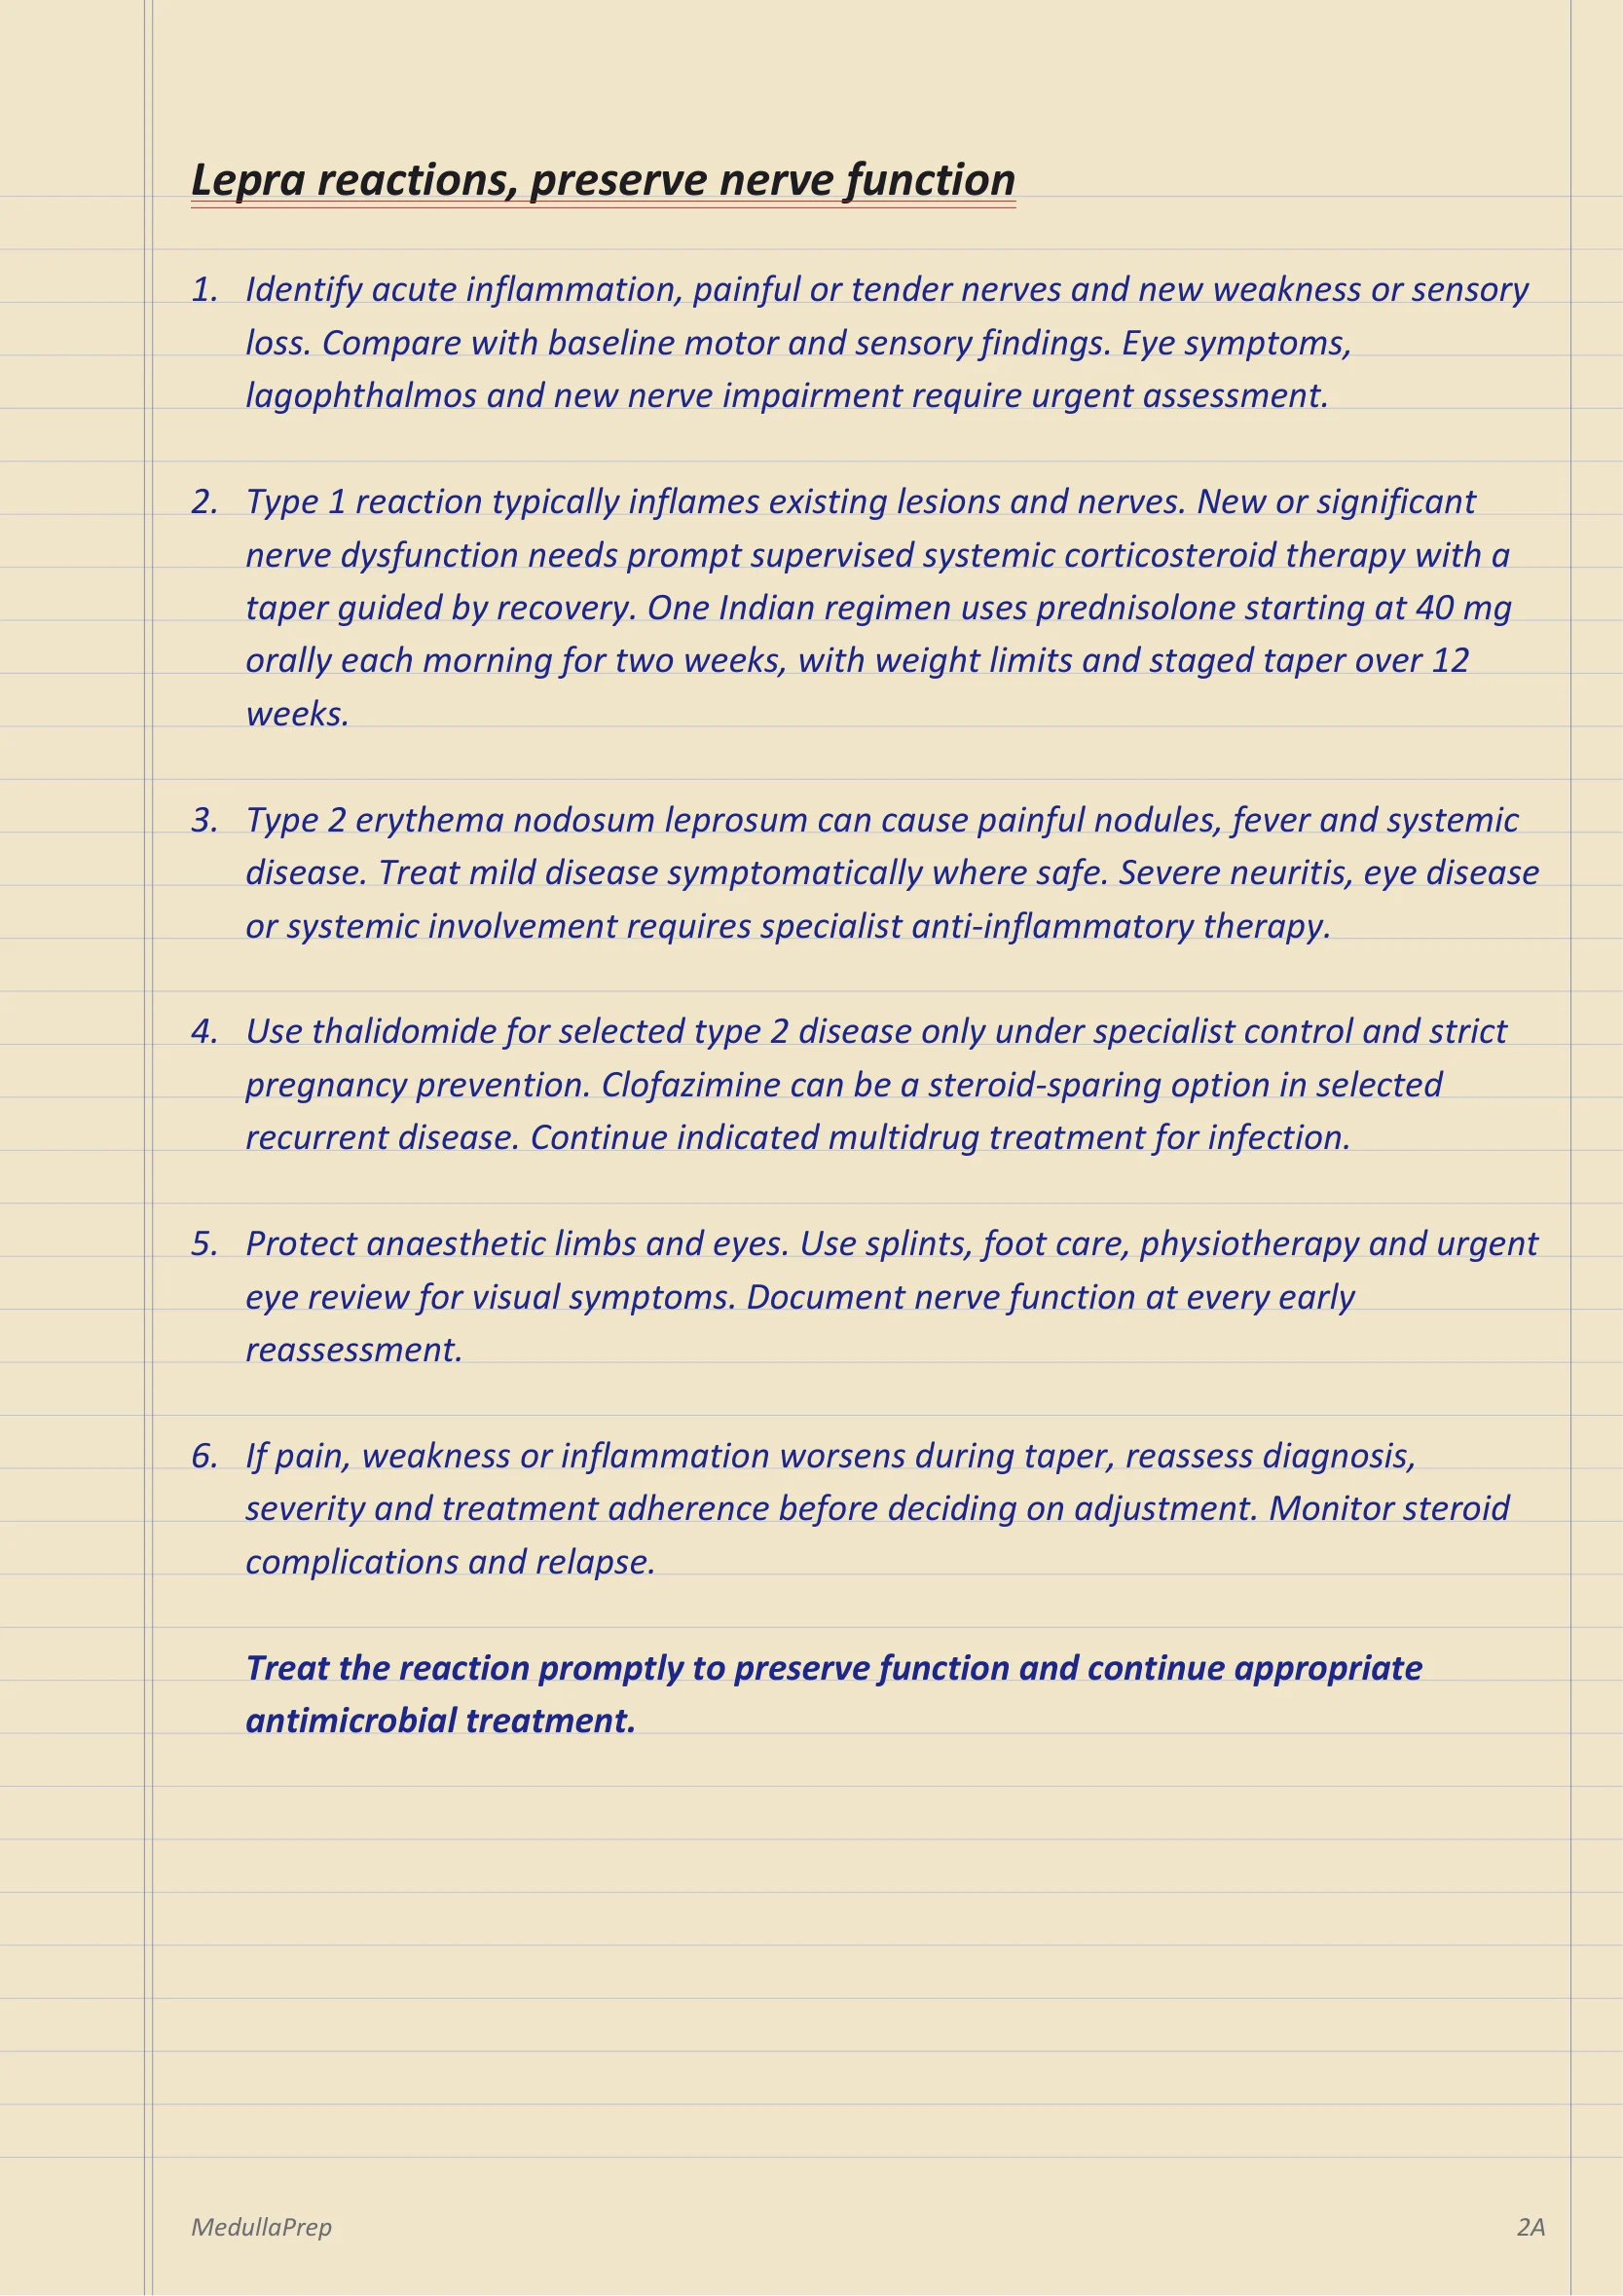 Lepra reactions, preserve nerve function
1. Identify acute inflammation, painful or tender nerves and new weakness or sensory
loss. Compare with baseline motor and sensory findings. Eye symptoms,
lagophthalmos and new nerve impairment require urgent assessment.
2. Type 1 reaction typically inflames existing lesions and nerves. New or significant
nerve dysfunction needs prompt supervised systemic corticosteroid therapy with a
taper guided by recovery. One Indian regimen uses prednisolone starting at 40 mg
orally each morning for two weeks, with weight limits and staged taper over 12
weeks.
3. Type 2 erythema nodosum leprosum can cause painful nodules, fever and systemic
disease. Treat mild disease symptomatically where safe. Severe neuritis, eye disease
or systemic involvement requires specialist anti-inflammatory therapy.
4. Use thalidomide for selected type 2 disease only under specialist control and strict
pregnancy prevention. Clofazimine can be a steroid-sparing option in selected
recurrent disease. Continue indicated multidrug treatment for infection.
5. Protect anaesthetic limbs and eyes. Use splints, foot care, physiotherapy and urgent
eye review for visual symptoms. Document nerve function at every early
reassessment.
6. If pain, weakness or inflammation worsens during taper, reassess diagnosis,
severity and treatment adherence before deciding on adjustment. Monitor steroid
complications and relapse.
Treat the reaction promptly to preserve function and continue appropriate
antimicrobial treatment.
MedullaPrep
2A